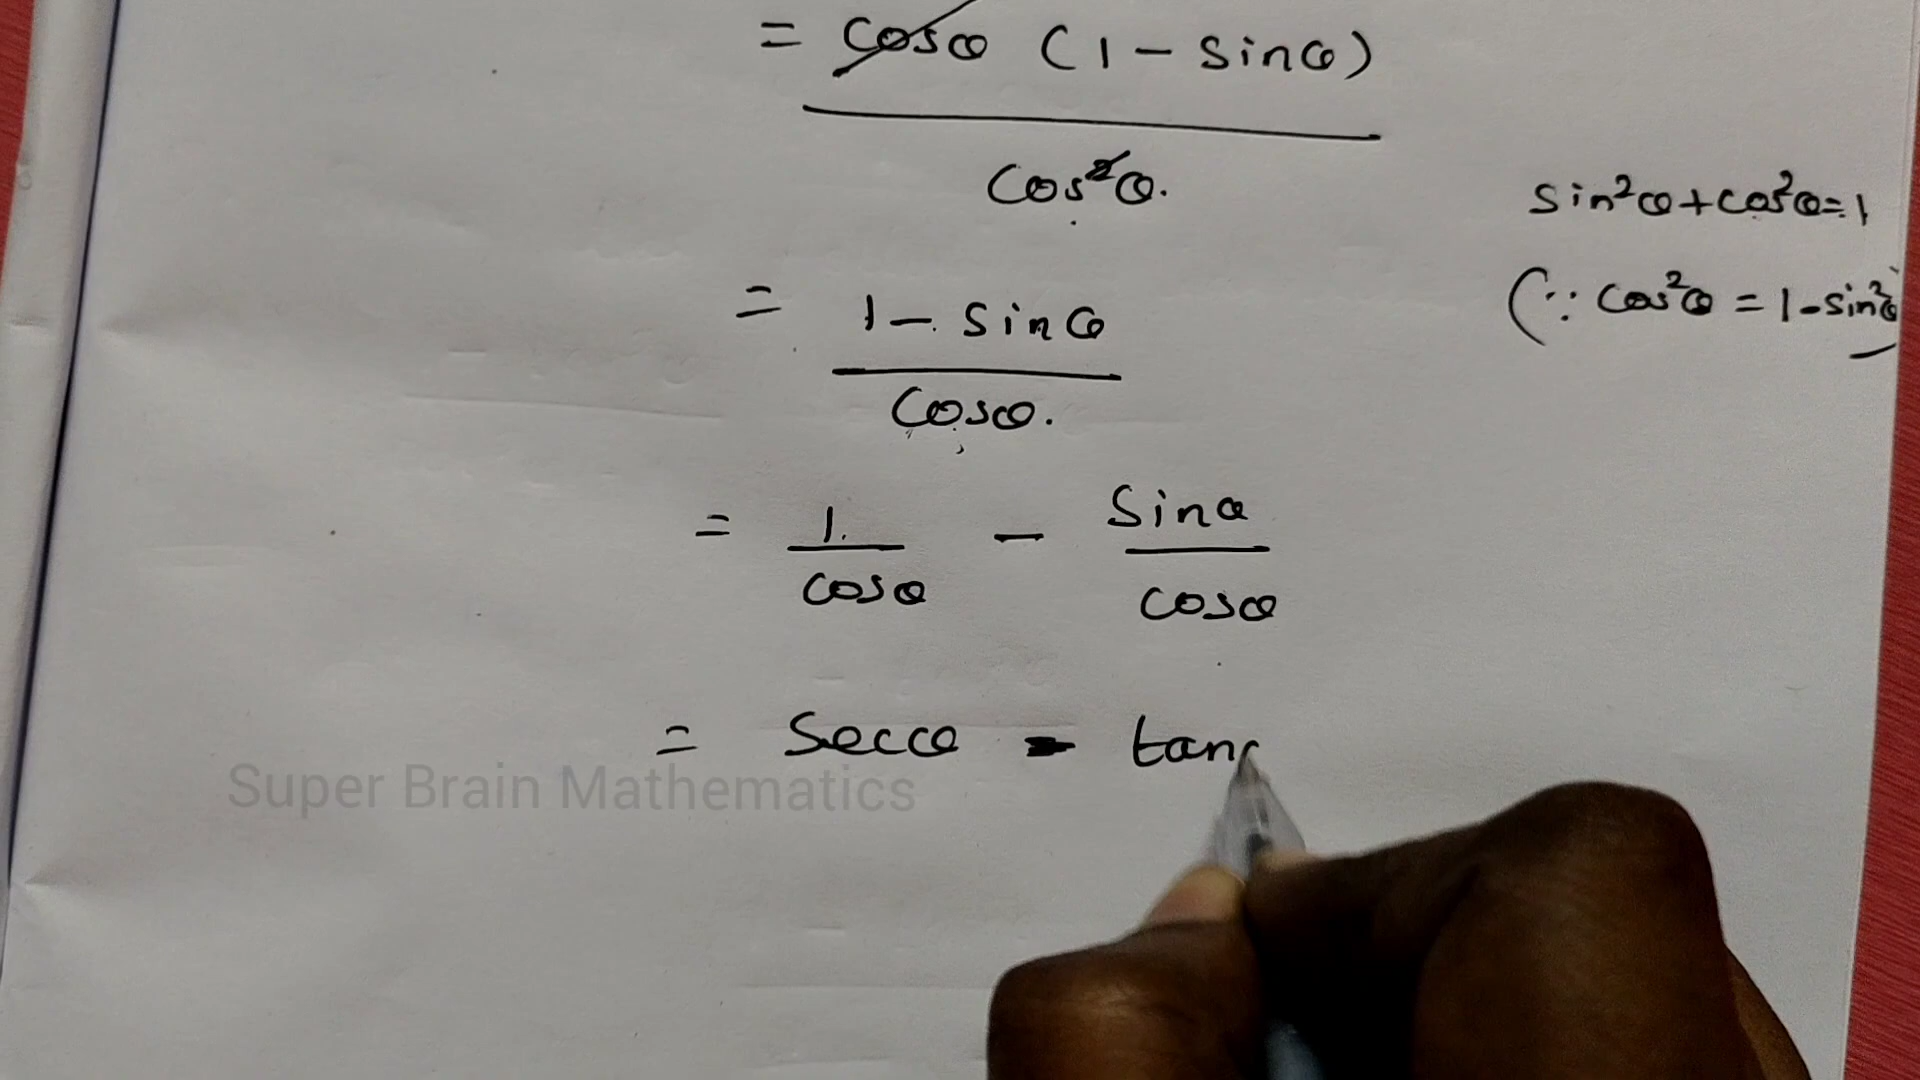 = cosθ (1 - sinθ)
cos²θ.
sin²θ + cos²θ = 1
= 1 - sinθ
(∵ cos²θ = 1 - sin²θ)
cosθ.
= 1 - sinθ
cosθ cosθ
= secθ - tan
Super Brain Mathematics